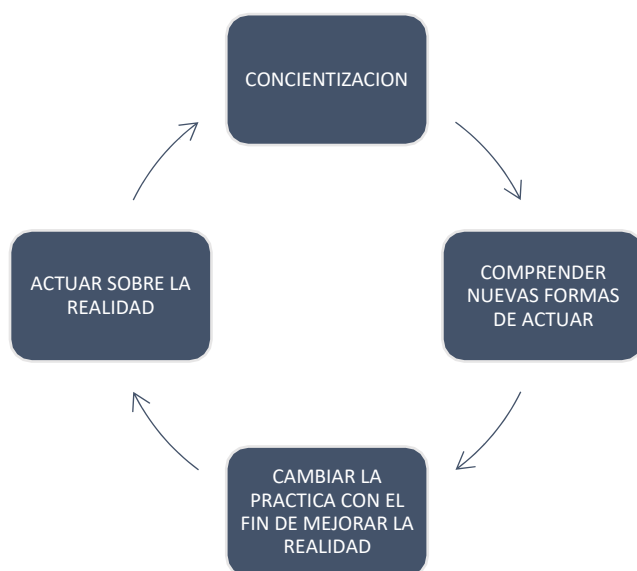 CONCIENTIZACION
COMPRENDER
NUEVAS FORMAS
DE ACTUAR
CAMBIAR LA
PRACTICA CON EL
FIN DE MEJORAR LA
REALIDAD
ACTUAR SOBRE LA
REALIDAD